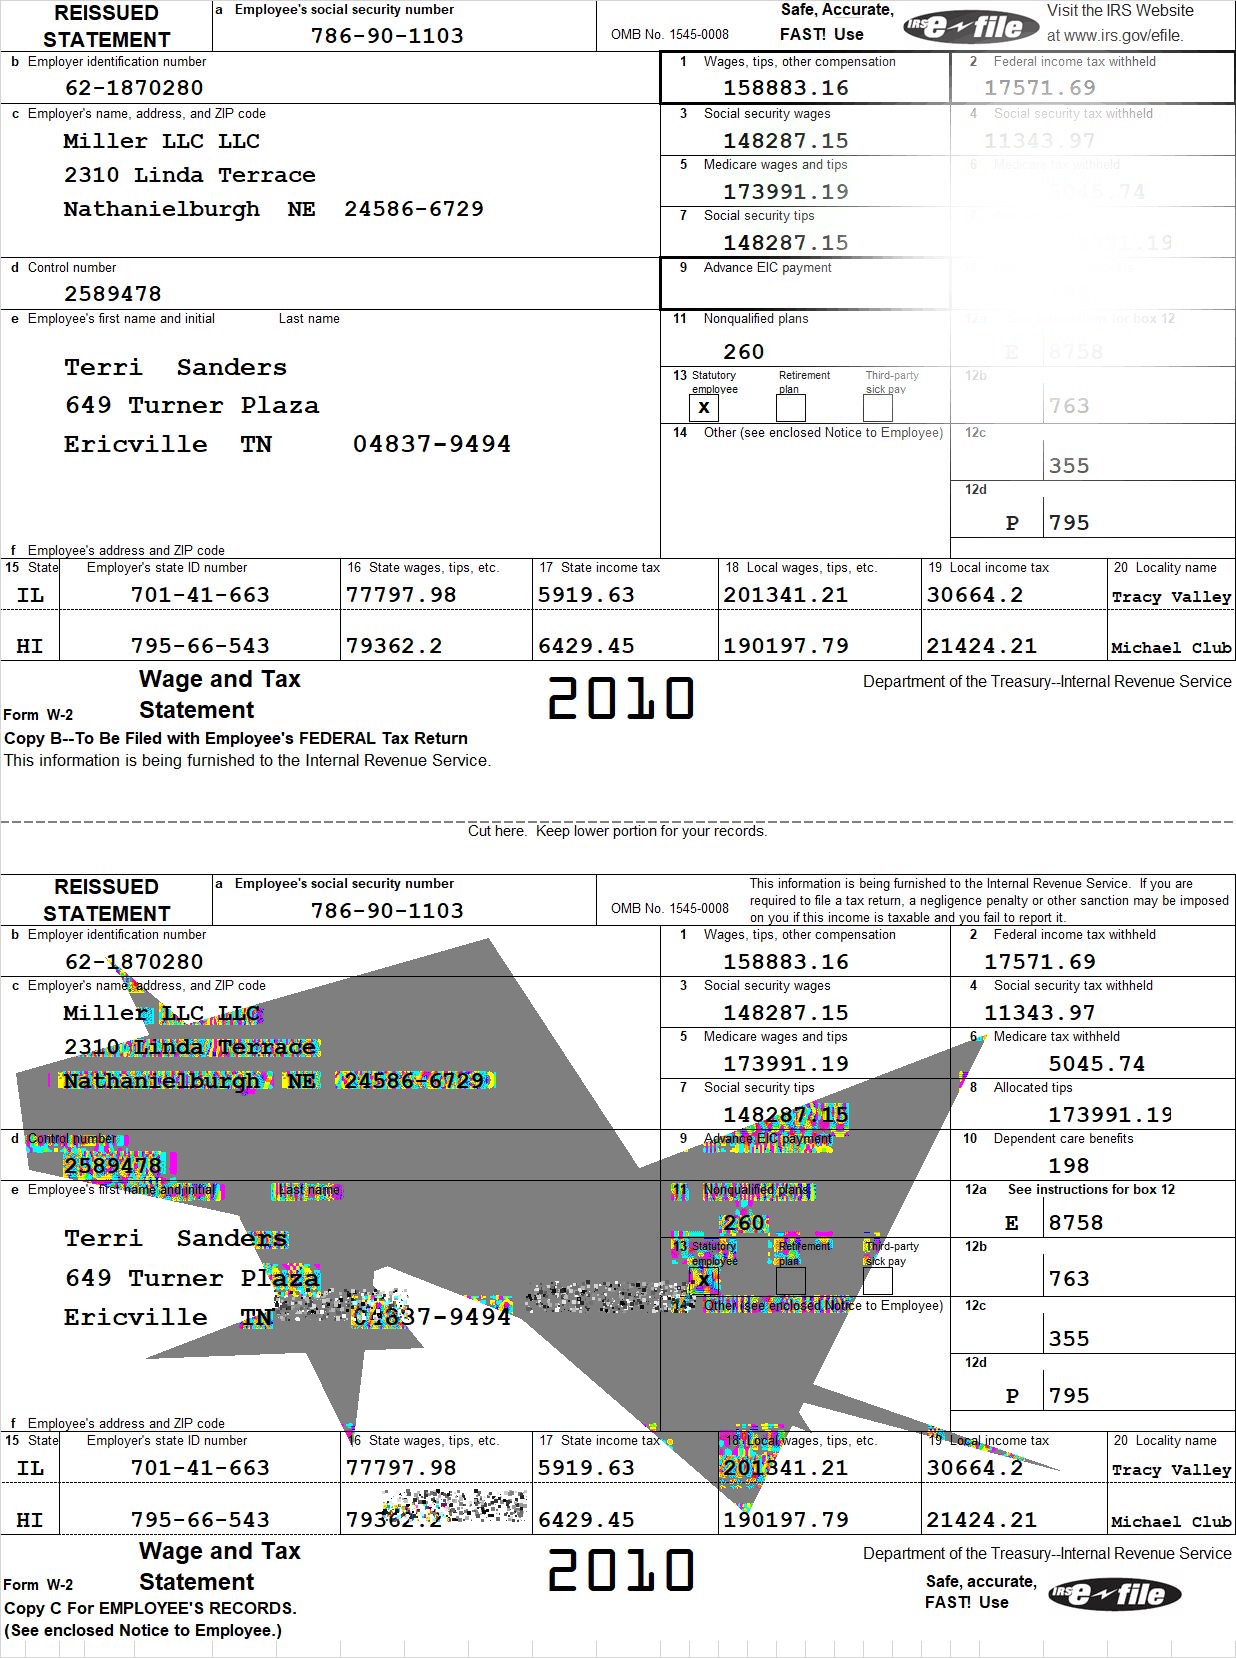 REISSUED STATEMENT
a Employee's social security number
786-90-1103
OMB No. 1545-0008
Safe, Accurate, FAST! Use
IRS e-file
Visit the IRS Website at www.irs.gov/efile.
b Employer identification number
62-1870280
1 Wages, tips, other compensation
158883.16
2 Federal income tax withheld
17571.69
c Employer's name, address, and ZIP code
Miller LLC LLC
2310 Linda Terrace
Nathanielburgh NE 24586-6729
3 Social security wages
148287.15
4 Social security tax withheld
11343.97
5 Medicare wages and tips
173991.19
6 Medicare tax withheld
5045.74
7 Social security tips
148287.15
d Control number
2589478
9 Advance EIC payment
e Employee's first name and initial Last name
Terri Sanders
649 Turner Plaza
Ericville TN 04837-9494
f Employee's address and ZIP code
11 Nonqualified plans
260
for box 12
E 8758
13 Statutory employee Retirement plan Third-party sick pay
X
12b
763
14 Other (see enclosed Notice to Employee)
12c
355
12d
P 795
15 State Employer's state ID number 16 State wages, tips, etc. 17 State income tax 18 Local wages, tips, etc. 19 Local income tax 20 Locality name
IL 701-41-663 77797.98 5919.63 201341.21 30664.2 Tracy Valley
HI 795-66-543 79362.2 6429.45 190197.79 21424.21 Michael Club
Wage and Tax Statement
Form W-2
2010
Department of the Treasury--Internal Revenue Service
Copy B--To Be Filed with Employee's FEDERAL Tax Return
This information is being furnished to the Internal Revenue Service.
Cut here. Keep lower portion for your records.
REISSUED STATEMENT
a Employee's social security number
786-90-1103
OMB No. 1545-0008
This information is being furnished to the Internal Revenue Service. If you are
required to file a tax return, a negligence penalty or other sanction may be imposed
on you if this income is taxable and you fail to report it.
b Employer identification number
62-1870280
1 Wages, tips, other compensation
158883.16
2 Federal income tax withheld
17571.69
c Employer's name, address, and ZIP code
Miller LLC LLC
2310 Linda Terrace
Nathanielburgh NE 24586-6729
3 Social security wages
148287.15
4 Social security tax withheld
11343.97
5 Medicare wages and tips
173991.19
6 Medicare tax withheld
5045.74
7 Social security tips
148287.15
8 Allocated tips
173991.19
d Control number
2589478
9 Advance EIC payment
10 Dependent care benefits
198
e Employee's first name and initial Last name
Terri Sanders
649 Turner Plaza
Ericville TN 04837-9494
f Employee's address and ZIP code
11 Nonqualified plans
260
12a See instructions for box 12
E 8758
13 Statutory employee Retirement plan Third-party sick pay
X
12b
763
14 Other (see enclosed Notice to Employee)
12c
355
12d
P 795
15 State Employer's state ID number 16 State wages, tips, etc. 17 State income tax 18 Local wages, tips, etc. 19 Local income tax 20 Locality name
IL 701-41-663 77797.98 5919.63 201341.21 30664.2 Tracy Valley
HI 795-66-543 79362.2 6429.45 190197.79 21424.21 Michael Club
Wage and Tax Statement
Form W-2
2010
Department of the Treasury--Internal Revenue Service
Safe, accurate, FAST! Use
IRS e-file
Copy C For EMPLOYEE'S RECORDS.
(See enclosed Notice to Employee.)